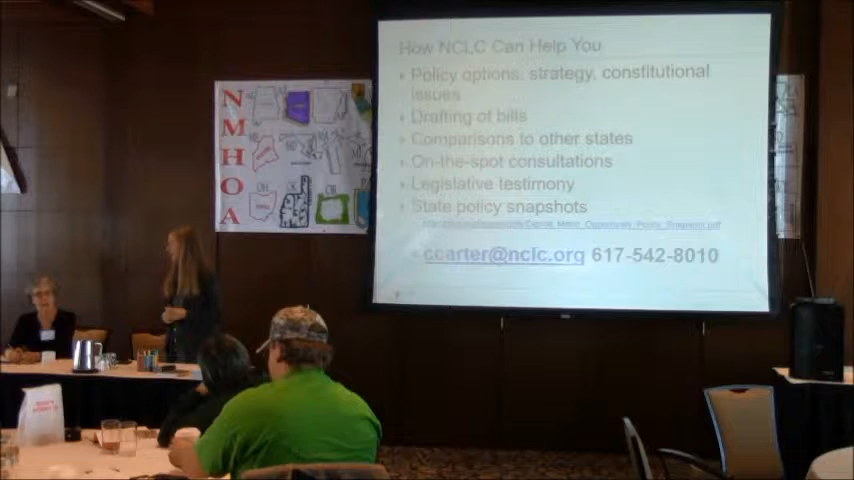 How NCLC Can Help You
Policy options, strategy, constitutional
issues
Drafting of bills
Comparisons to other states
On-the-spot consultations
Legislative testimony
State policy snapshots
ccarter@nclc.org 617-542-8010
N
M
H
O
A